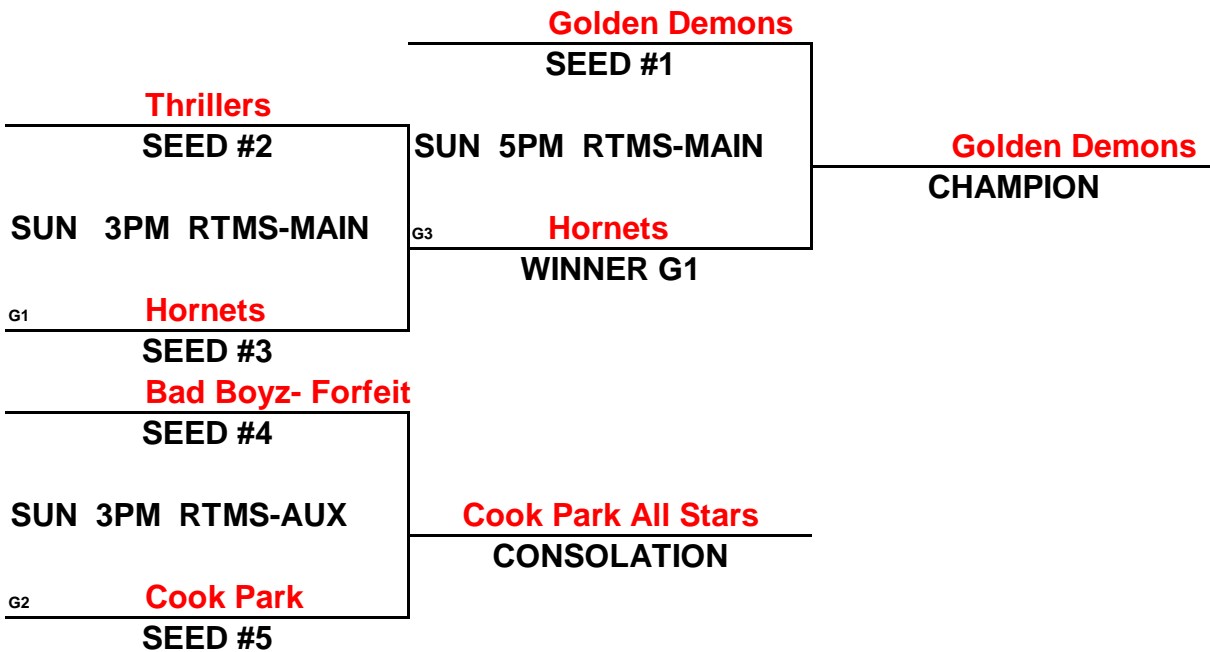 Golden Demons
SEED #1
Thrillers
SEED #2
SUN 5PM RTMS-MAIN
Golden Demons
CHAMPION
SUN 3PM RTMS-MAIN
G3 Hornets
WINNER G1
G1 Hornets
SEED #3
Bad Boyz- Forfeit
SEED #4
SUN 3PM RTMS-AUX
Cook Park All Stars
CONSOLATION
G2 Cook Park
SEED #5